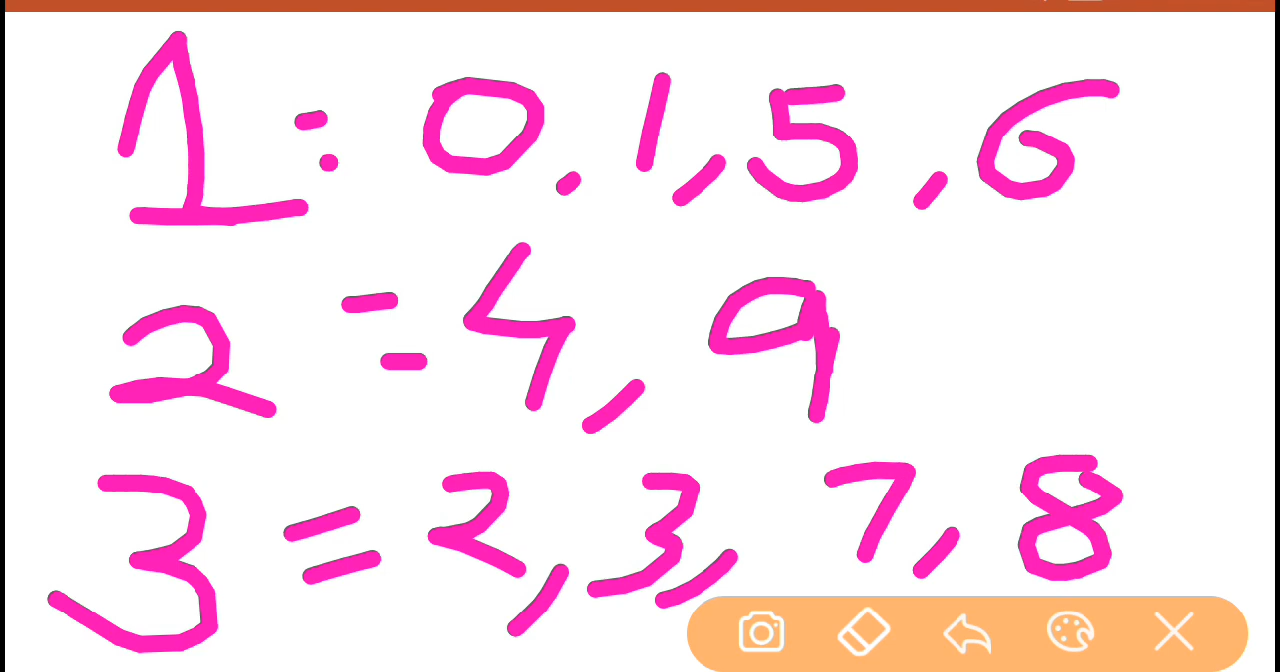 1: 0, 1, 5, 6
2 = 4, 9
3 = 2, 3, 7, 8